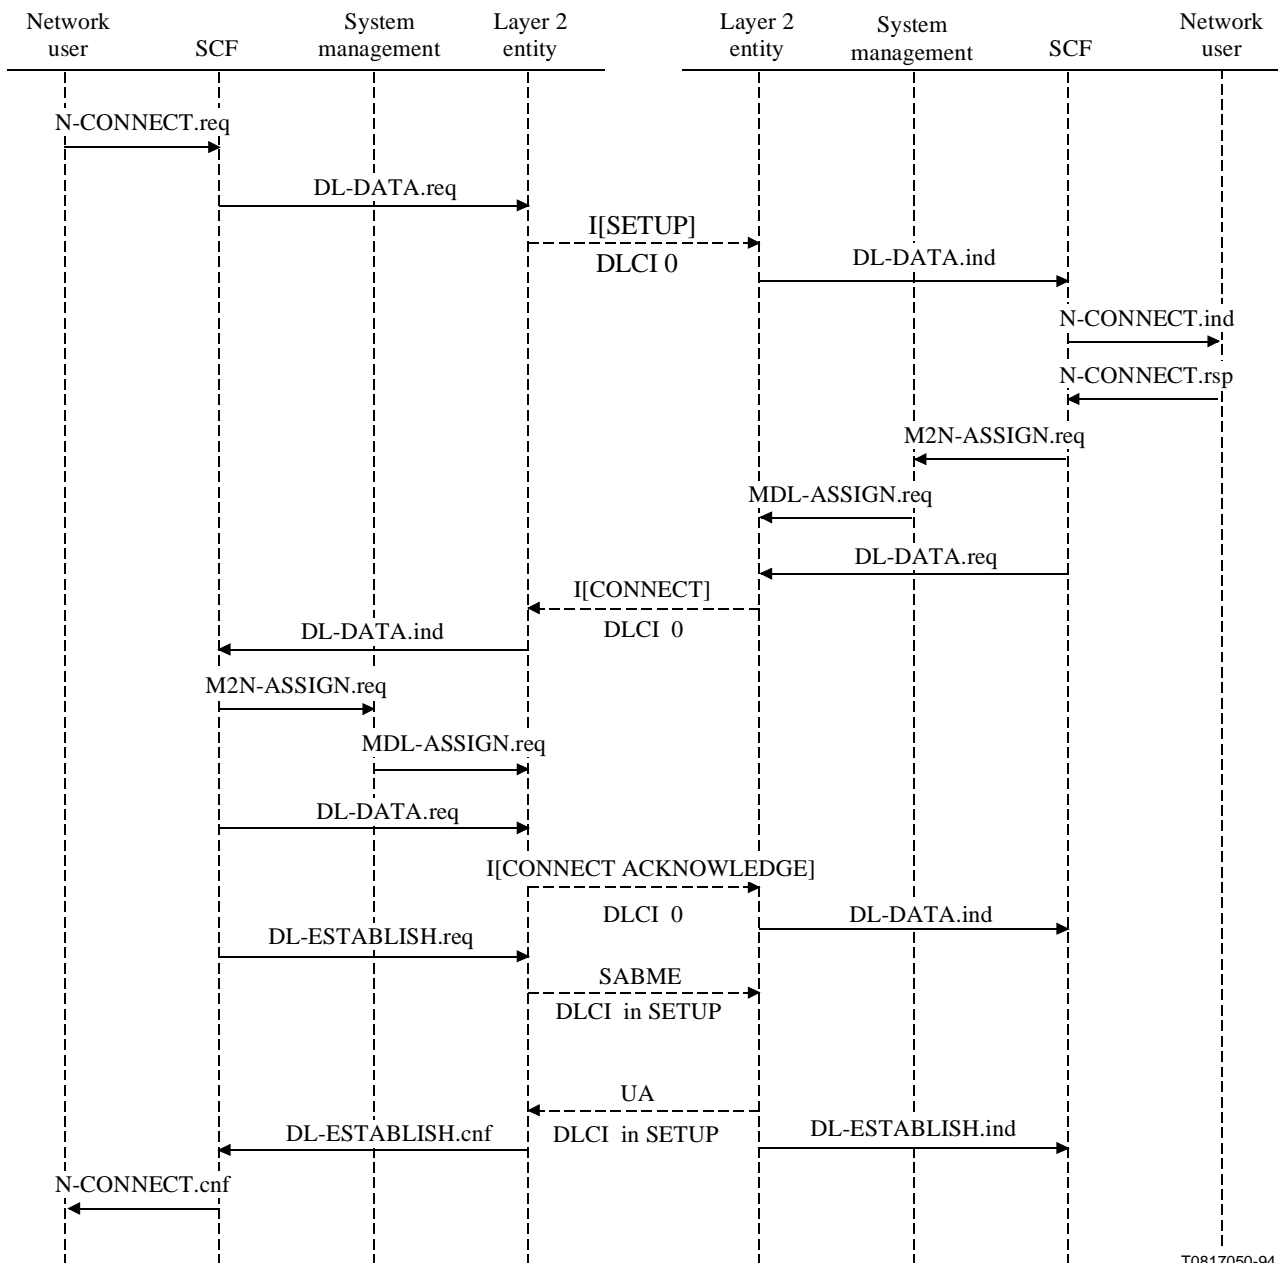 Network user
SCF
System management
Layer 2 entity
Layer 2 entity
System management
SCF
Network user
N-CONNECT.req
DL-DATA.req
I[SETUP]
DLCI 0
DL-DATA.ind
N-CONNECT.ind
N-CONNECT.rsp
M2N-ASSIGN.req
MDL-ASSIGN.req
DL-DATA.req
I[CONNECT]
DLCI 0
DL-DATA.ind
M2N-ASSIGN.req
MDL-ASSIGN.req
DL-DATA.req
I[CONNECT ACKNOWLEDGE]
DLCI 0
DL-DATA.ind
DL-ESTABLISH.req
SABME
DLCI in SETUP
UA
DLCI in SETUP
DL-ESTABLISH.cnf
DL-ESTABLISH.ind
N-CONNECT.cnf
T0817050-94